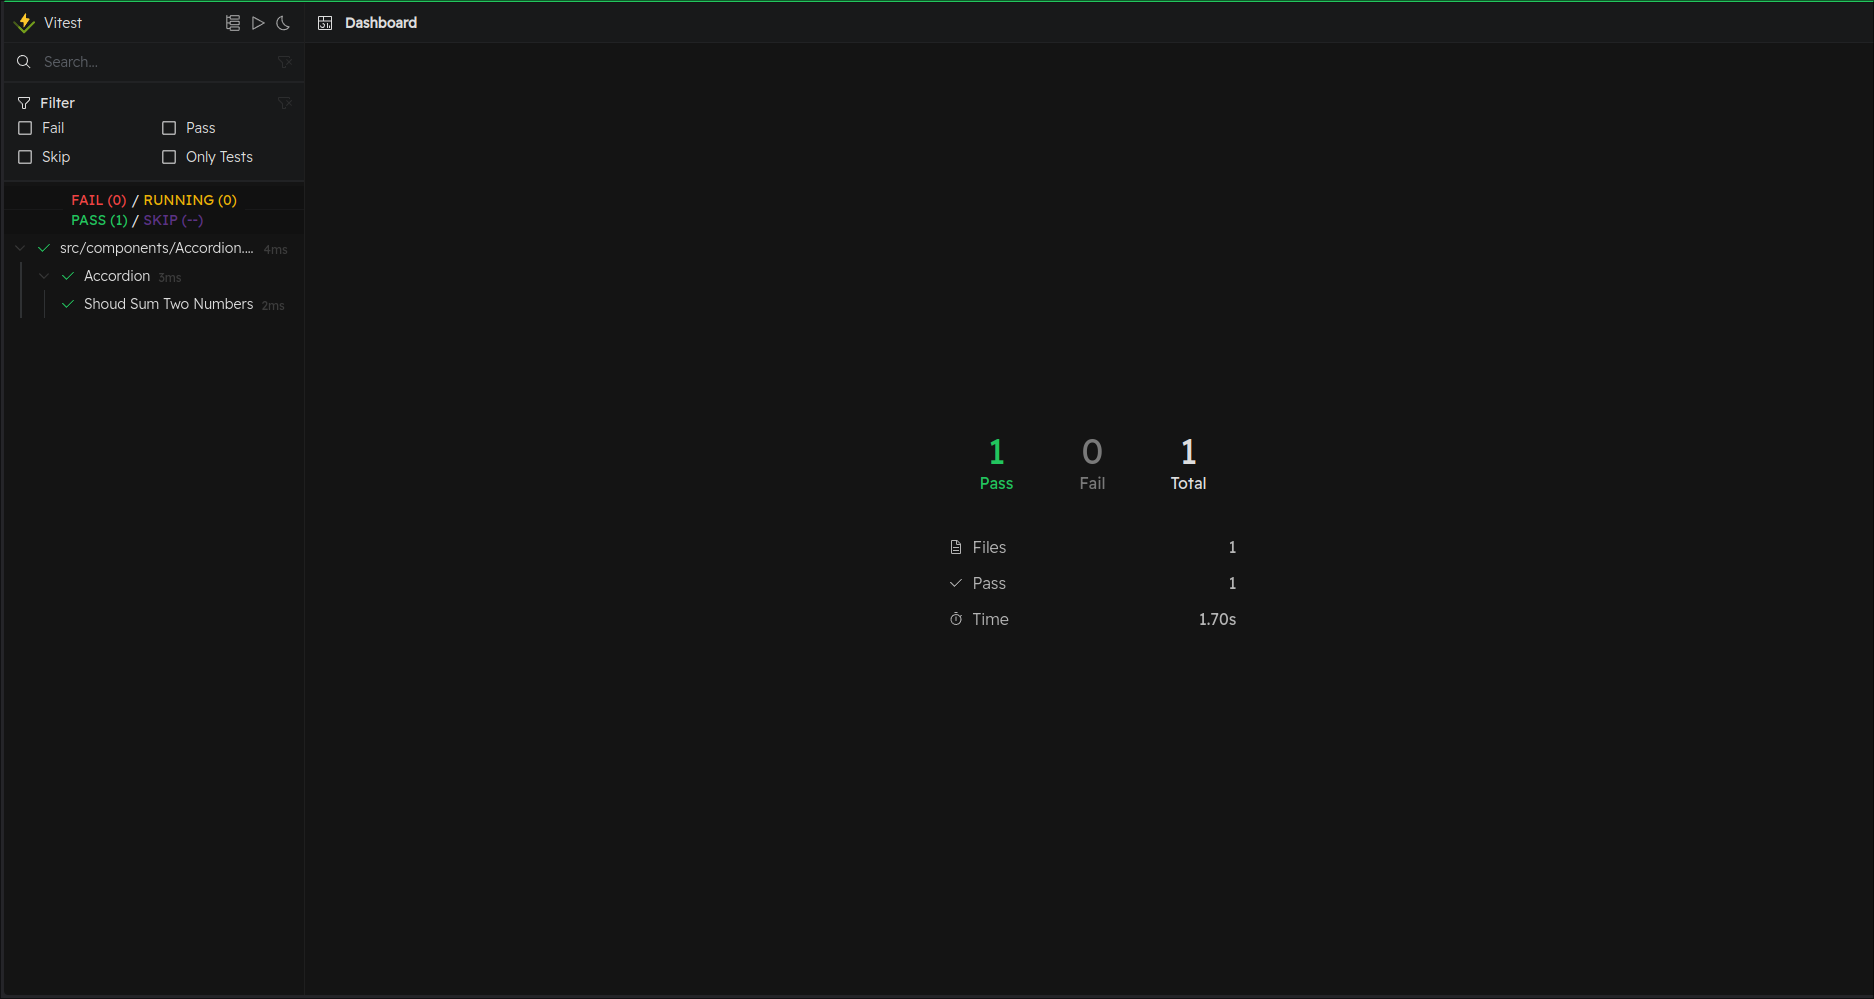 Vitest
Dashboard
Search...
Filter
Fail
Pass
Skip
Only Tests
FAIL (0) / RUNNING (0)
PASS (1) / SKIP (--)
src/components/Accordion.... 4ms
Accordion 3ms
Shoud Sum Two Numbers 2ms
1 0 1
Pass Fail Total
Files 1
Pass 1
Time 1.70s